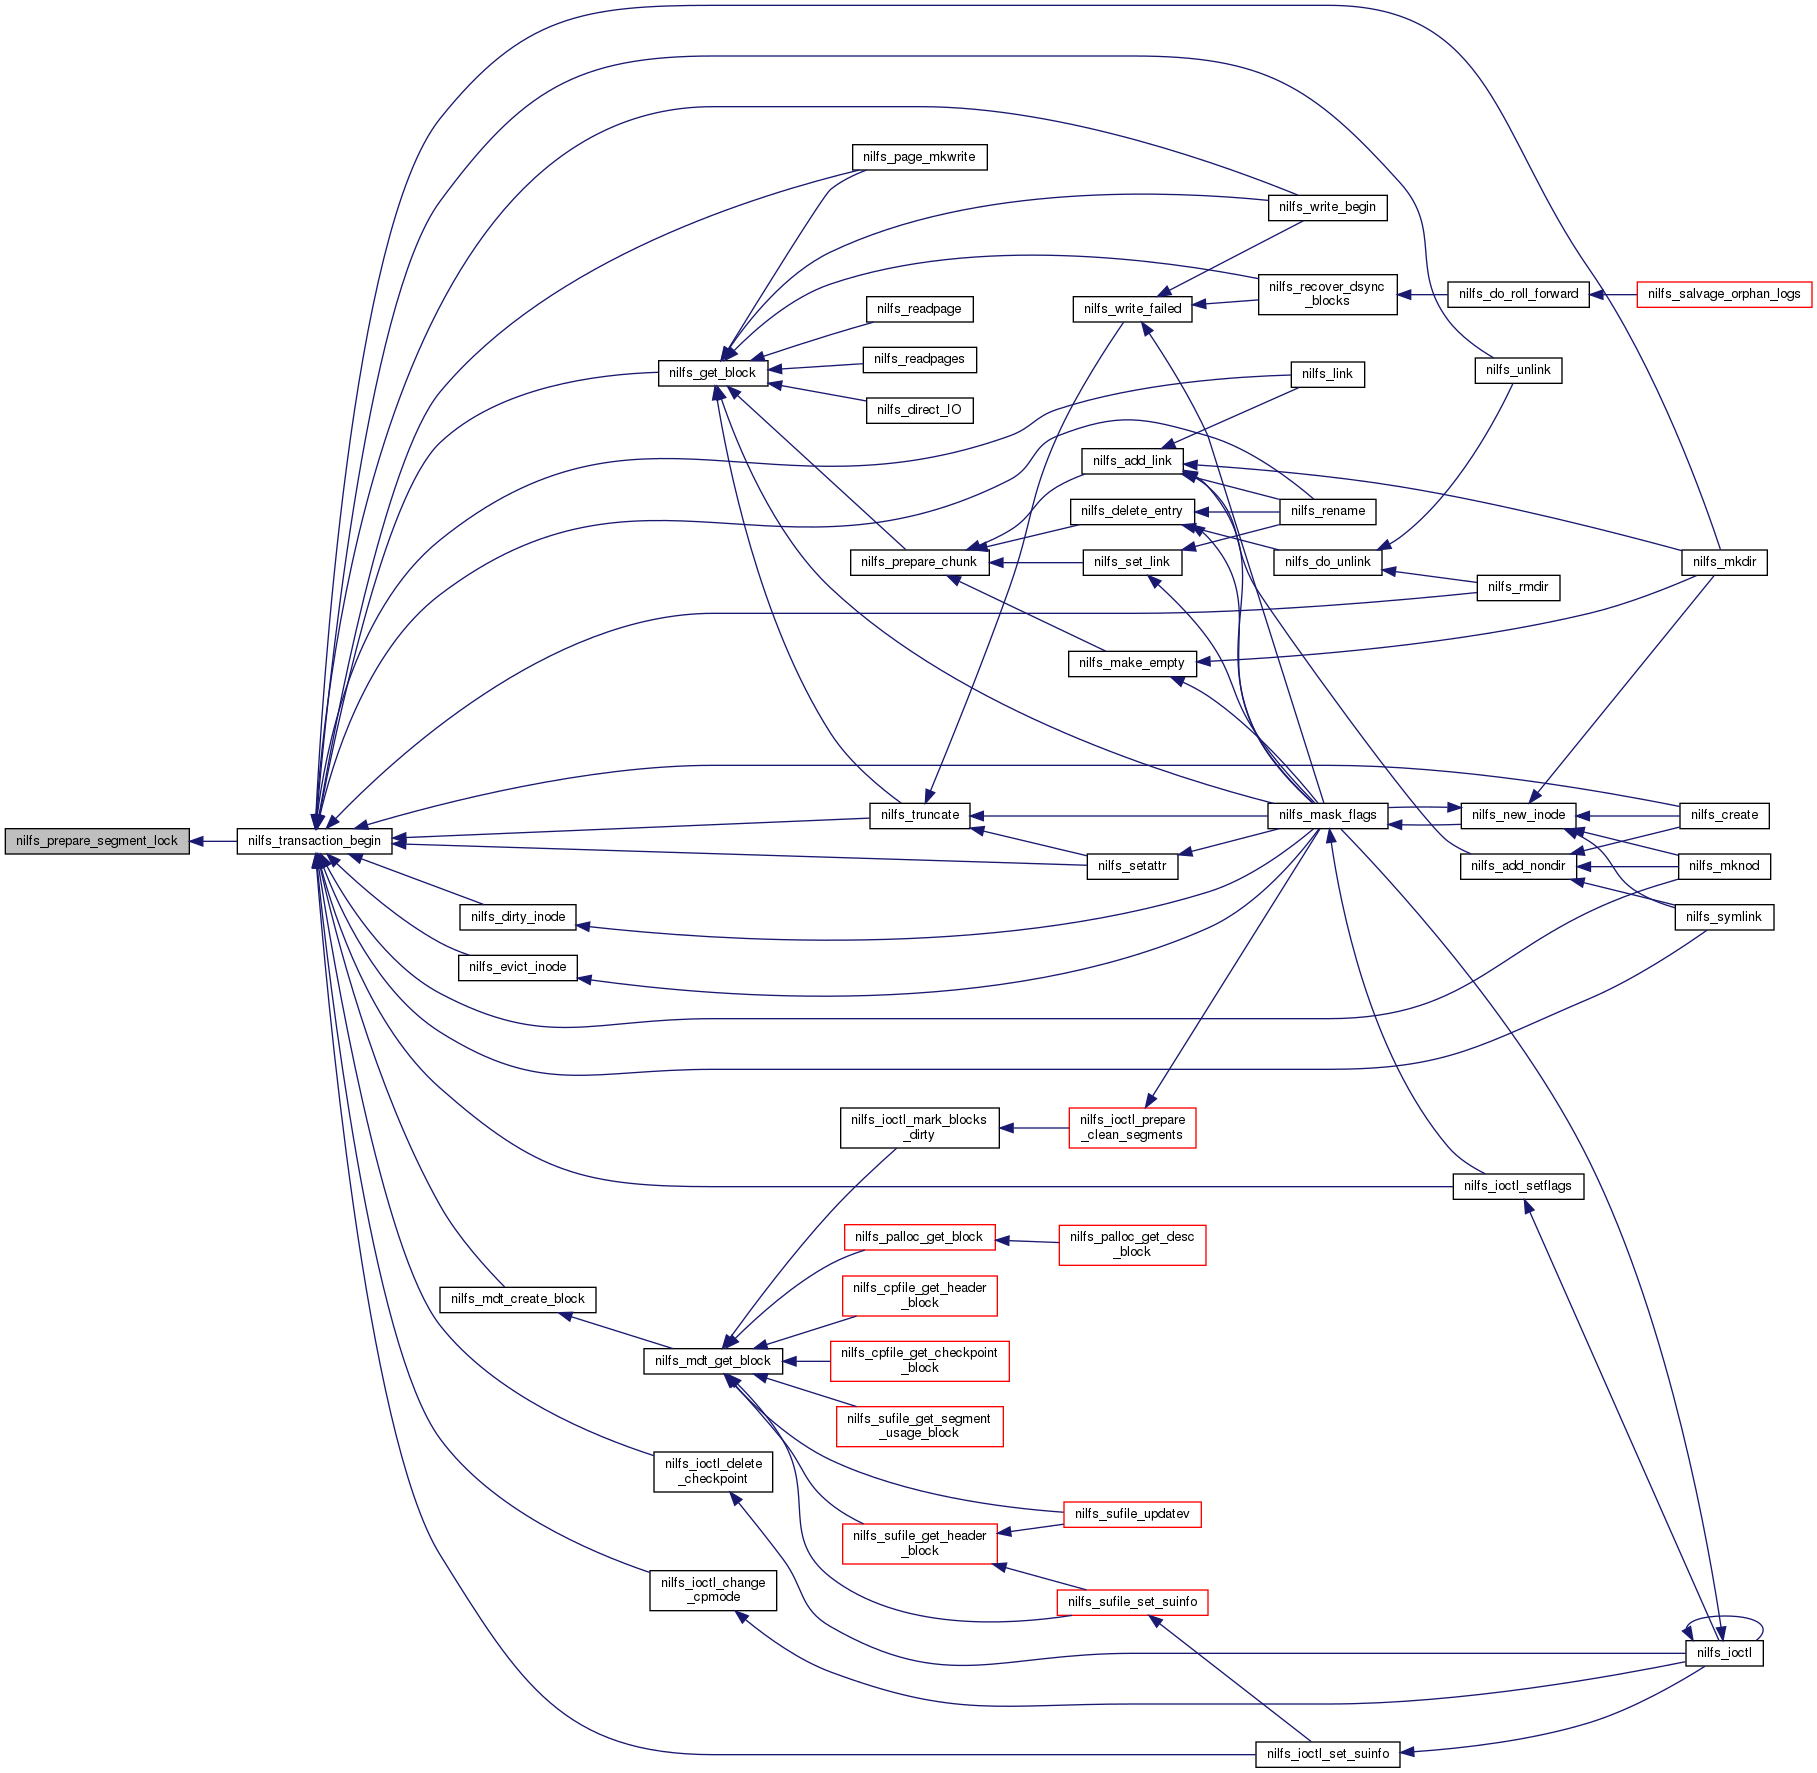 nilfs_page_mkwrite
nilfs_write_begin
nilfs_recover_dsync
_blocks
nilfs_do_roll_forward
nilfs_salvage_orphan_logs
nilfs_readpage
nilfs_write_failed
nilfs_readpages
nilfs_get_block
nilfs_link
nilfs_unlink
nilfs_direct_IO
nilfs_add_link
nilfs_delete_entry
nilfs_rename
nilfs_prepare_chunk
nilfs_set_link
nilfs_do_unlink
nilfs_mkdir
nilfs_rmdir
nilfs_make_empty
nilfs_truncate
nilfs_mask_flags
nilfs_new_inode
nilfs_create
nilfs_prepare_segment_lock
nilfs_transaction_begin
nilfs_setattr
nilfs_add_nondir
nilfs_mknod
nilfs_dirty_inode
nilfs_symlink
nilfs_evict_inode
nilfs_ioctl_mark_blocks
_dirty
nilfs_ioctl_prepare
_clean_segments
nilfs_ioctl_setflags
nilfs_palloc_get_block
nilfs_palloc_get_desc
_block
nilfs_cpfile_get_header
_block
nilfs_mdt_create_block
nilfs_mdt_get_block
nilfs_cpfile_get_checkpoint
_block
nilfs_sufile_get_segment
_usage_block
nilfs_ioctl_delete
_checkpoint
nilfs_sufile_updatev
nilfs_sufile_get_header
_block
nilfs_ioctl_change
_cpmode
nilfs_sufile_set_suinfo
nilfs_ioctl
nilfs_ioctl_set_suinfo